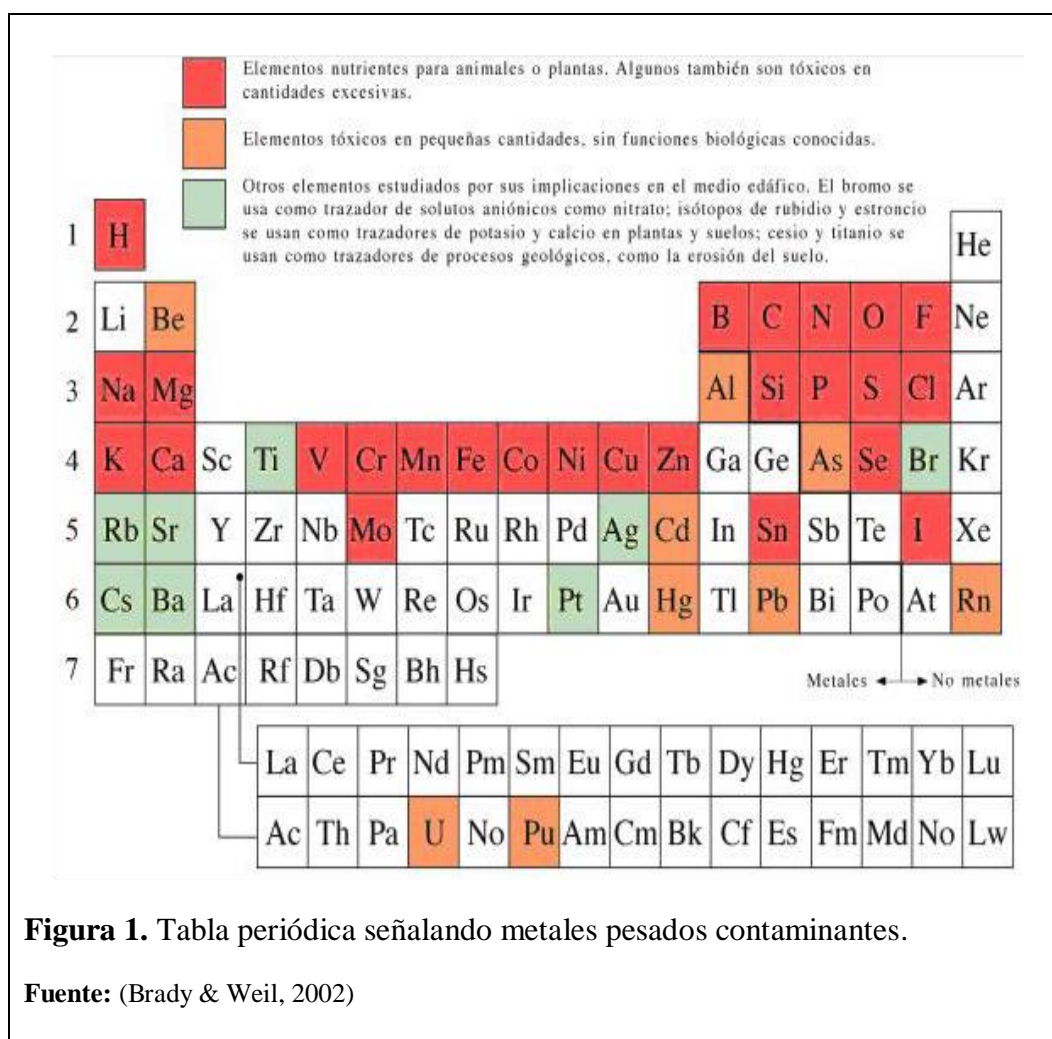 Elementos nutrientes para animales o plantas. Algunos también son tóxicos en
cantidades excesivas.
Elementos tóxicos en pequeñas cantidades, sin funciones biológicas conocidas.
Otros elementos estudiados por sus implicaciones en el medio edáfico. El bromo se
usa como trazador de solutos aniónicos como nitrato; isótopos de rubidio y estroncio
se usan como trazadores de potasio y calcio en plantas y suelos; cesio y titanio se
usan como trazadores de procesos geológicos, como la erosión del suelo.
1 H He
2 Li Be B C N O F Ne
3 Na Mg Al Si P S Cl Ar
4 K Ca Sc Ti V Cr Mn Fe Co Ni Cu Zn Ga Ge As Se Br Kr
5 Rb Sr Y Zr Nb Mo Tc Ru Rh Pd Ag Cd In Sn Sb Te I Xe
6 Cs Ba La Hf Ta W Re Os Ir Pt Au Hg Tl Pb Bi Po At Rn
7 Fr Ra Ac Rf Db Sg Bh Hs
Metales No metales
La Ce Pr Nd Pm Sm Eu Gd Tb Dy Hg Er Tm Yb Lu
Ac Th Pa U No Pu Am Cm Bk Cf Es Fm Md No Lw
Figura 1. Tabla periódica señalando metales pesados contaminantes.
Fuente: (Brady & Weil, 2002)